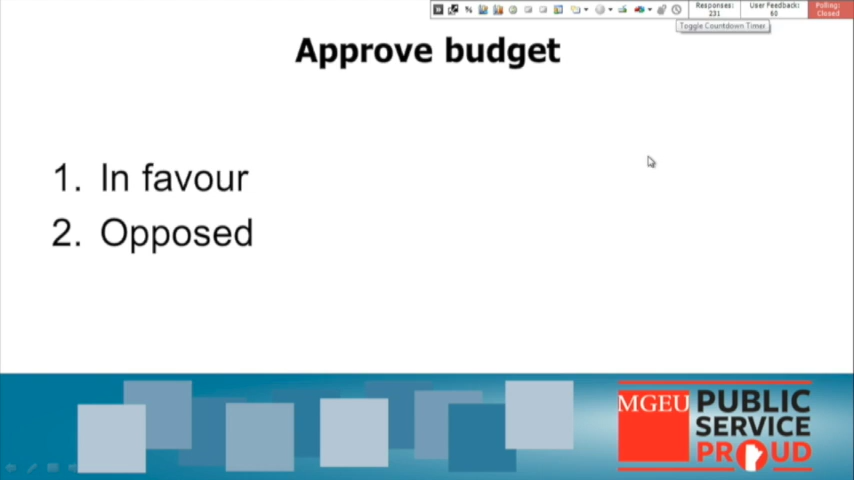 Responses: User Feedback: Polling:
231 60 Closed
Toggle Countdown Timer
Approve budget
1. In favour
2. Opposed
MGEU PUBLIC
SERVICE
PROUD